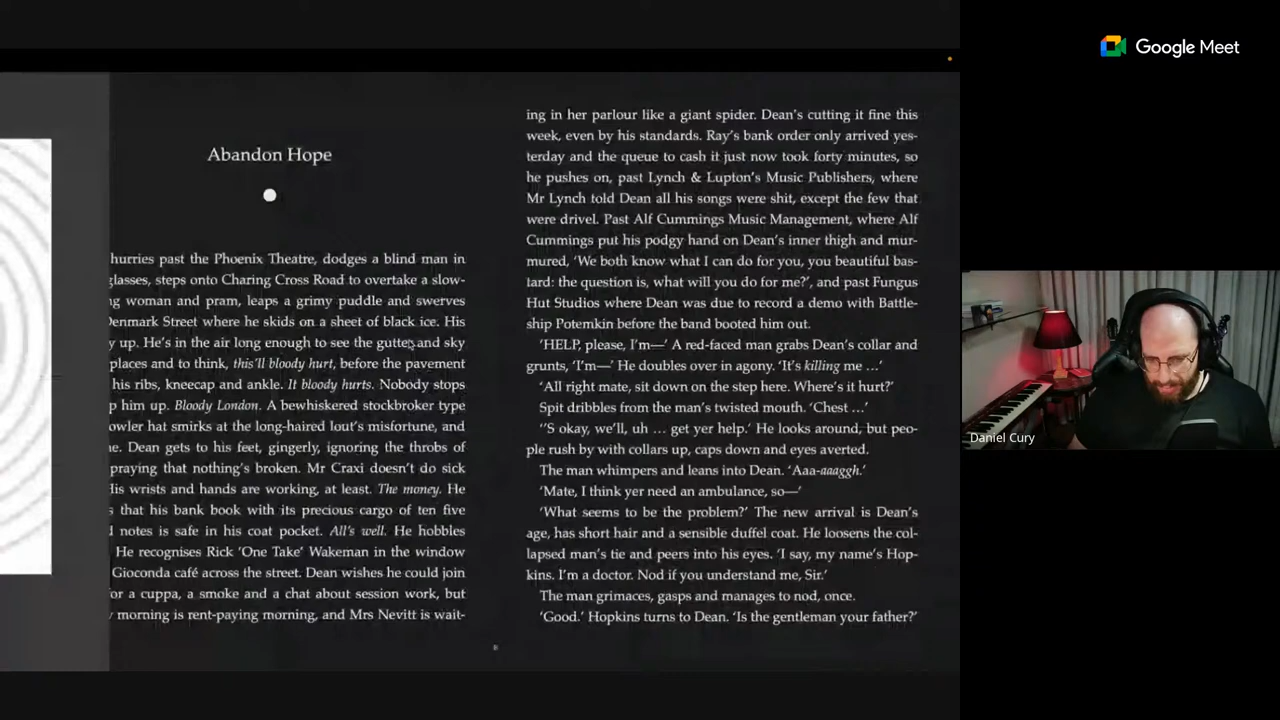 Google Meet
Abandon Hope
hurries past the Phoenix Theatre, dodges a blind man in
glasses, steps onto Charing Cross Road to overtake a slow-
woman and pram, leaps a grimy puddle and swerves
Denmark Street where he skids on a sheet of black ice. His
up. He's in the air long enough to see the gutter and sky
places and to think, this'll bloody hurt, before the pavement
his ribs, kneecap and ankle. It bloody hurts. Nobody stops
him up. Bloody London. A bewhiskered stockbroker type
hat smirks at the long-haired lout's misfortune, and
Dean gets to his feet, gingerly, ignoring the throbs of
praying that nothing's broken. Mr Craxi doesn't do sick
His wrists and hands are working, at least. The money. He
that his bank book with its precious cargo of ten five
notes is safe in his coat pocket. All's well. He hobbles
He recognises Rick 'One Take' Wakeman in the window
Gioconda café across the street. Dean wishes he could join
for a cuppa, a smoke and a chat about session work, but
morning is rent-paying morning, and Mrs Nevitt is wait-
ing in her parlour like a giant spider. Dean's cutting it fine this
week, even by his standards. Ray's bank order only arrived yes-
terday and the queue to cash it just now took forty minutes, so
he pushes on, past Lynch & Lupton's Music Publishers, where
Mr Lynch told Dean all his songs were shit, except the few that
were drivel. Past Alf Cummings Music Management, where Alf
Cummings put his podgy hand on Dean's inner thigh and mur-
mured, 'We both know what I can do for you, you beautiful bas-
tard: the question is, what will you do for me?', and past Fungus
Hut Studios where Dean was due to record a demo with Battle-
ship Potemkin before the band booted him out.
'HELP, please, I'm—' A red-faced man grabs Dean's collar and
grunts, 'I'm—' He doubles over in agony. 'It's killing me …'
'All right mate, sit down on the step here. Where's it hurt?'
Spit dribbles from the man's twisted mouth. 'Chest …'
''S okay, we'll, uh … get yer help.' He looks around, but peo-
ple rush by with collars up, caps down and eyes averted.
The man whimpers and leans into Dean. 'Aaa-aaaggh.'
'Mate, I think yer need an ambulance, so—'
'What seems to be the problem?' The new arrival is Dean's
age, has short hair and a sensible duffel coat. He loosens the col-
lapsed man's tie and peers into his eyes. 'I say, my name's Hop-
kins. I'm a doctor. Nod if you understand me, Sir.'
The man grimaces, gasps and manages to nod, once.
'Good.' Hopkins turns to Dean. 'Is the gentleman your father?'
Daniel Cury